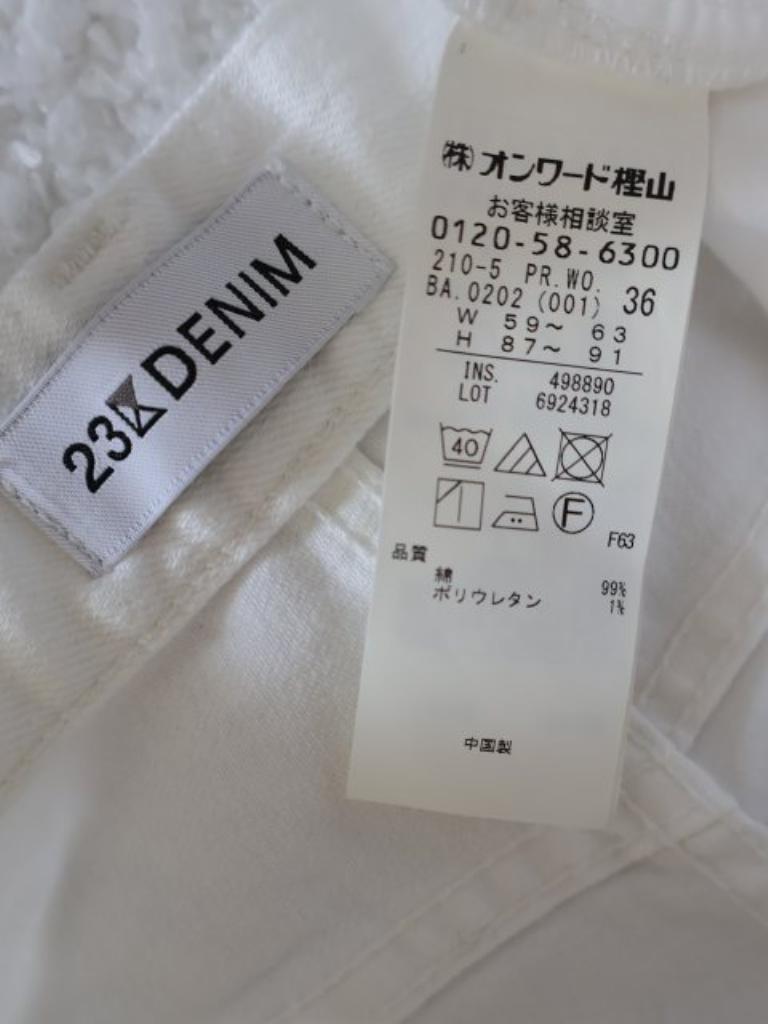 23区DENIM
㈱オンワード樫山
お客様相談室
0120-58-6300
210-5 PR.WO. 36
BA.0202 (001)
W 59～ 63
H 87～ 91
INS. 498890
LOT 6924318
40
F
F63
品質
綿 99%
ポリウレタン 1%
中国製